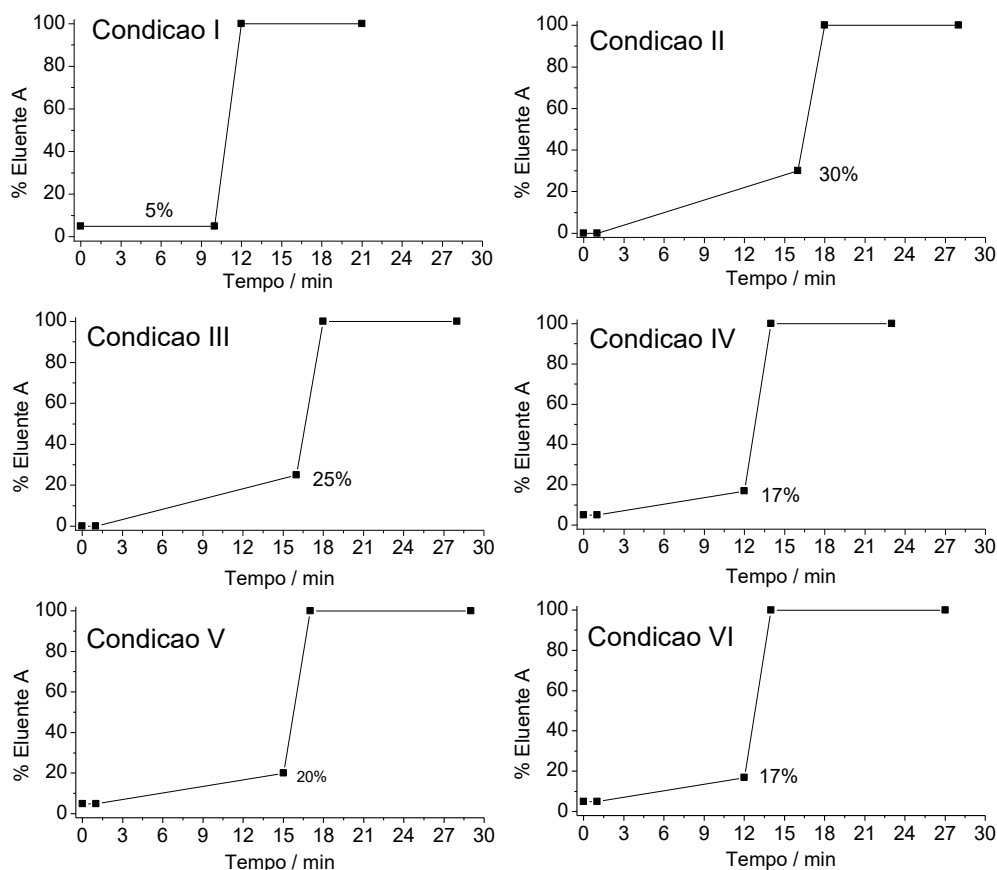 Condicao I
% Eluente A
100
80
60
40
20
0
5%
0 3 6 9 12 15 18 21 24 27 30
Tempo / min
Condicao II
% Eluente A
100
80
60
40
20
0
30%
0 3 6 9 12 15 18 21 24 27 30
Tempo / min
Condicao III
% Eluente A
100
80
60
40
20
0
25%
0 3 6 9 12 15 18 21 24 27 30
Tempo / min
Condicao IV
% Eluente A
100
80
60
40
20
0
17%
0 3 6 9 12 15 18 21 24 27 30
Tempo / min
Condicao V
% Eluente A
100
80
60
40
20
0
20%
0 3 6 9 12 15 18 21 24 27 30
Tempo / min
Condicao VI
% Eluente A
100
80
60
40
20
0
17%
0 3 6 9 12 15 18 21 24 27 30
Tempo / min